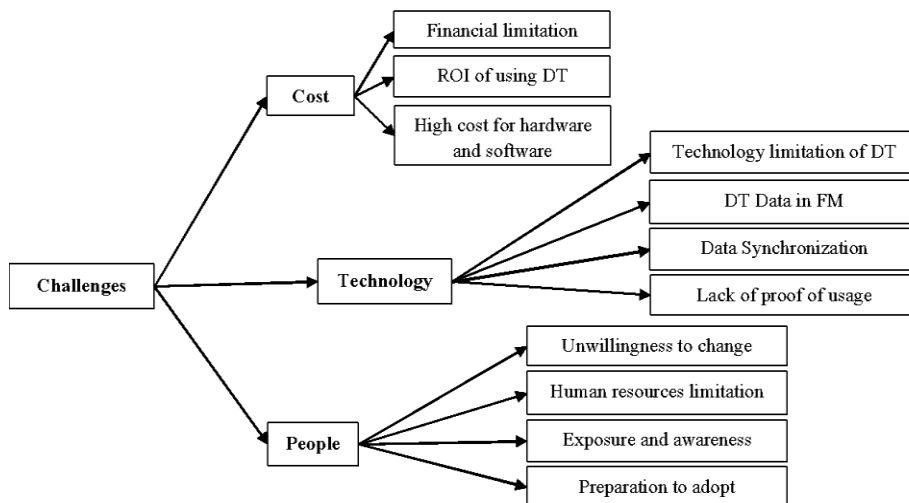 Challenges
Cost
Financial limitation
ROI of using DT
High cost for hardware
and software
Technology
Technology limitation of DT
DT Data in FM
Data Synchronization
Lack of proof of usage
People
Unwillingness to change
Human resources limitation
Exposure and awareness
Preparation to adopt